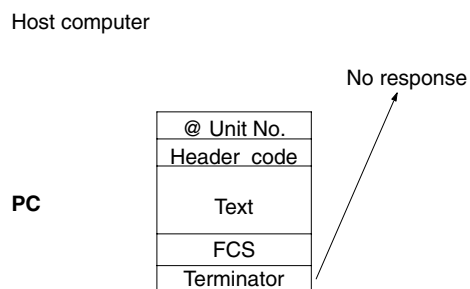 Host computer
No response
@ Unit No.
Header code
PC
Text
FCS
Terminator